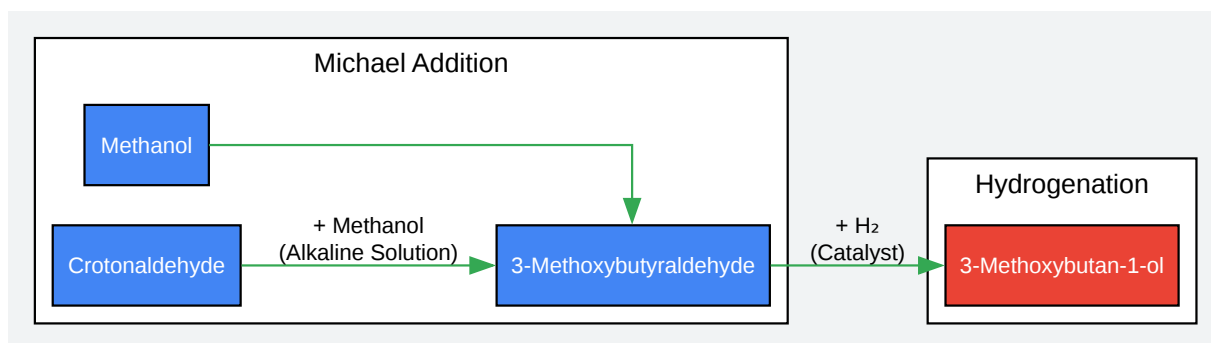 Michael Addition
Methanol
Crotonaldehyde
+ Methanol
(Alkaline Solution)
3-Methoxybutyraldehyde
+ H₂
(Catalyst)
Hydrogenation
3-Methoxybutan-1-ol